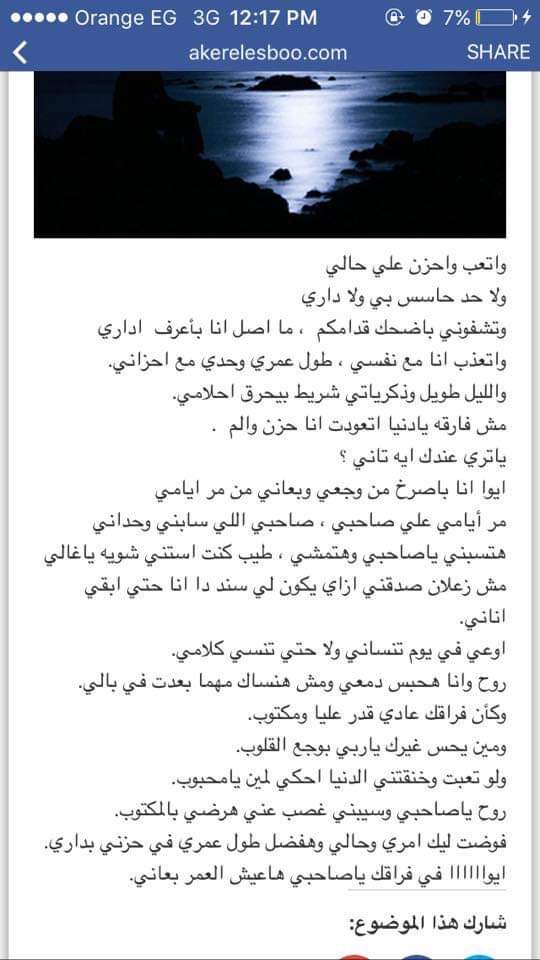 Orange EG 3G 12:17 PM 7%
akerelesboo.com SHARE
واتعب واحزن علي حالي
ولا حد حاسس بي ولا داري
وتشفوني باضحك قدامكم ، ما اصل انا بأعرف اداري
واتعذب انا مع نفسي ، طول عمري وحدي مع احزاني.
والليل طويل وذكرياتي شريط بيحرق احلامي.
مش فارقه يادنيا اتعودت انا حزن والم .
ياتري عندك ايه تاني ؟
ايوا انا باصرخ من وجعي وبعاني من مر ايامي
مر أيامي علي صاحبي ، صاحبي اللي سابني وحداني
هتسبني ياصاحبي وهتمشي ، طيب كنت استني شويه ياغالي
مش زعلان صدقني ازاي يكون لي سند دا انا حتي ابقي
اناني.
اوعي في يوم تنساني ولا حتي تنسي كلامي.
روح وانا هحبس دمعي ومش هنساك مهما بعدت في بالي.
وكأن فراقك عادي قدر عليا ومكتوب.
ومين يحس غيرك ياربي بوجع القلوب.
ولو تعبت وخنقتني الدنيا احكي لمين يامحبوب.
روح ياصاحبي وسيبني غصب عني هرضي بالمكتوب.
فوضت ليك امري وحالي وهفضل طول عمري في حزني بداري.
ايواااااا في فراقك ياصاحبي هاعيش العمر بعاني.
شارك هذا الموضوع: